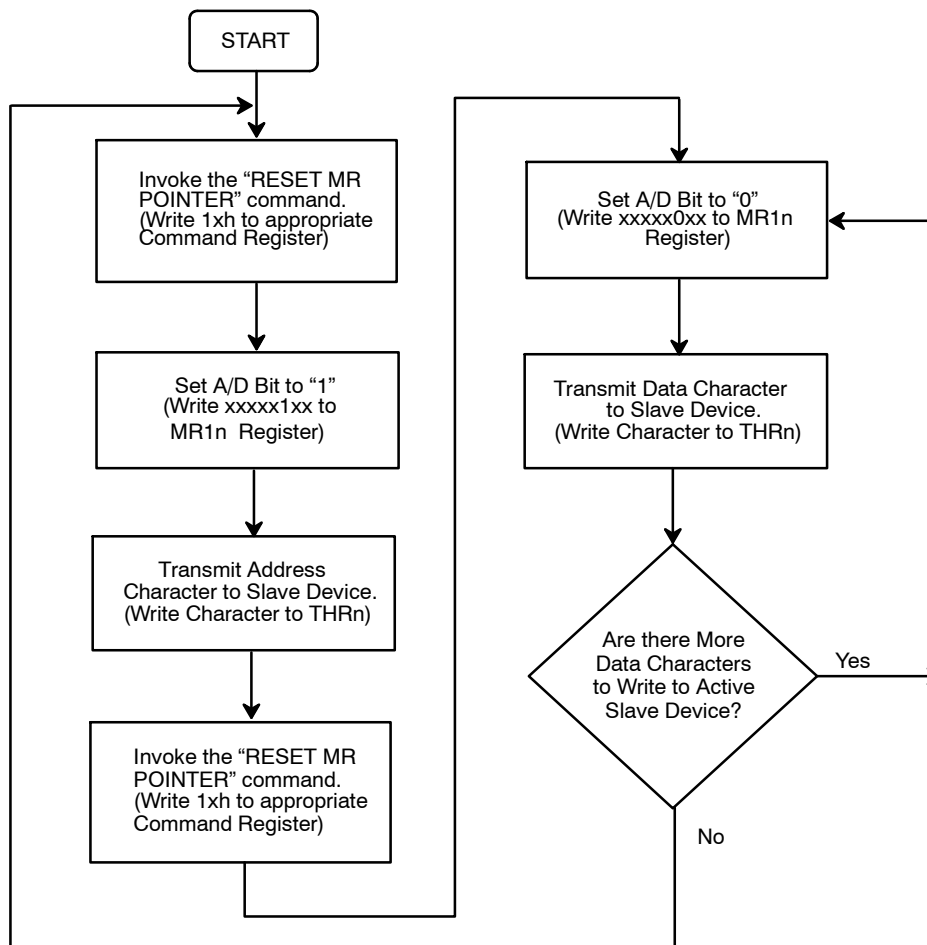 START
Invoke the “RESET MR
POINTER” command.
(Write 1xh to appropriate
Command Register)
Set A/D Bit to “1”
(Write xxxxx1xx to
MR1n Register)
Transmit Address
Character to Slave Device.
(Write Character to THRn)
Invoke the “RESET MR
POINTER” command.
(Write 1xh to appropriate
Command Register)
Set A/D Bit to “0”
(Write xxxxx0xx to MR1n
Register)
Transmit Data Character
to Slave Device.
(Write Character to THRn)
Are there More
Data Characters
to Write to Active
Slave Device?
Yes
No